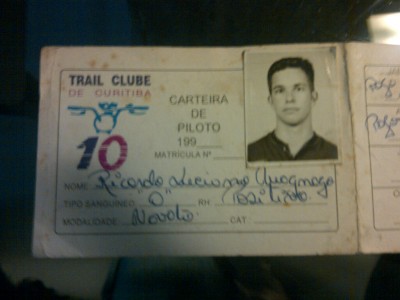 TRAIL CLUBE
DE CURITIBA
10
CARTEIRA
DE
PILOTO
199
MATRICULA Nº
NOME: Ricardo Luciano
TIPO SANGUÍNEO "O" RH Positivo
MODALIDADE Novato CAT: